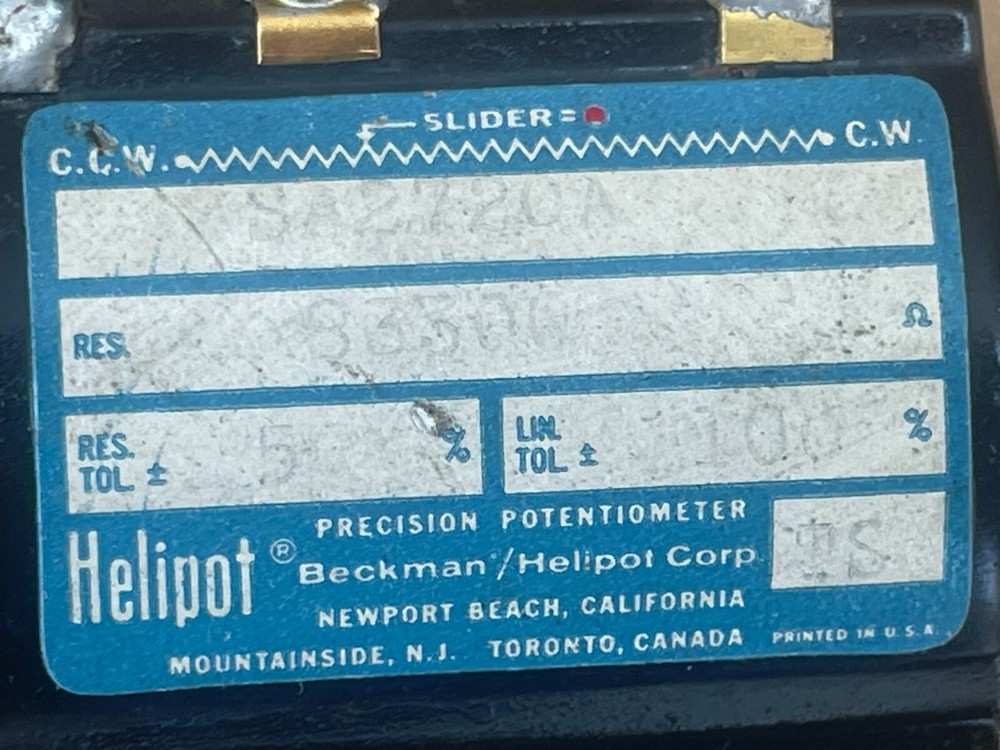 SLIDER =
C.C.W. C.W.
SA2720A
RES. 83300 Ω
RES. TOL. ± 5 % LIN. TOL. ± 100 %
Helipot ®
PRECISION POTENTIOMETER
Beckman/Helipot Corp.
NEWPORT BEACH, CALIFORNIA
MOUNTAINSIDE, N.J. TORONTO, CANADA
PRINTED IN U.S.A.